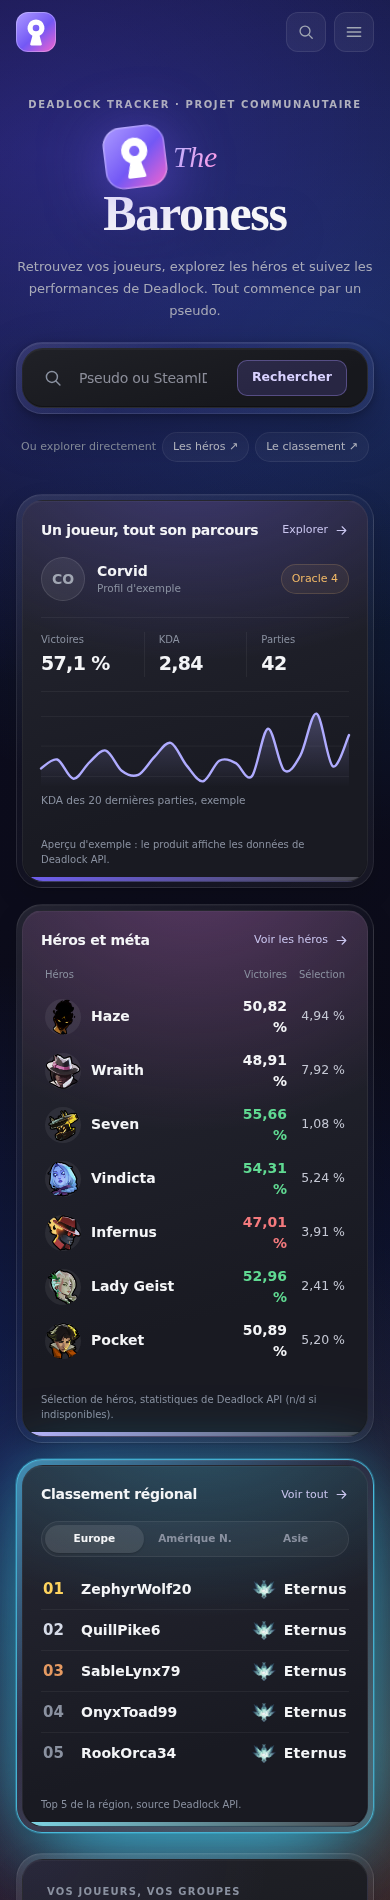 DEADLOCK TRACKER · PROJET COMMUNAUTAIRE
The
Baroness
Retrouvez vos joueurs, explorez les héros et suivez les
performances de Deadlock. Tout commence par un
pseudo.
Pseudo ou SteamID
Rechercher
Ou explorer directement Les héros ↗ Le classement ↗
Un joueur, tout son parcours Explorer →
CO Corvid
Profil d'exemple
Oracle 4
Victoires KDA Parties
57,1 % 2,84 42
KDA des 20 dernières parties, exemple
Aperçu d'exemple : le produit affiche les données de
Deadlock API.
Héros et méta Voir les héros →
Héros Victoires Sélection
Haze 50,82 % 4,94 %
Wraith 48,91 % 7,92 %
Seven 55,66 % 1,08 %
Vindicta 54,31 % 5,24 %
Infernus 47,01 % 3,91 %
Lady Geist 52,96 % 2,41 %
Pocket 50,89 % 5,20 %
Sélection de héros, statistiques de Deadlock API (n/d si
indisponibles).
Classement régional Voir tout →
Europe Amérique N. Asie
01 ZephyrWolf20 Eternus
02 QuillPike6 Eternus
03 SableLynx79 Eternus
04 OnyxToad99 Eternus
05 RookOrca34 Eternus
Top 5 de la région, source Deadlock API.
VOS JOUEURS, VOS GROUPES